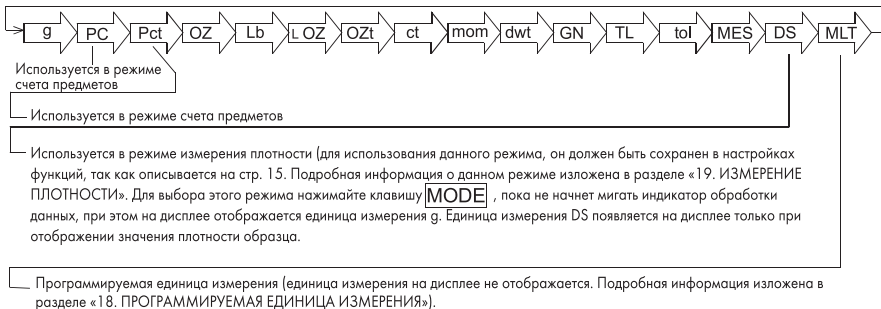 g PC Pct OZ Lb L OZ OZt ct mom dwt GN TL tol MES DS MLT
Используется в режиме
счета предметов
Используется в режиме счета предметов
Используется в режиме измерения плотности (для использования данного режима, он должен быть сохранен в настройках
функций, так как описывается на стр. 15. Подробная информация о данном режиме изложена в разделе «19. ИЗМЕРЕНИЕ
ПЛОТНОСТИ». Для выбора этого режима нажимайте клавишу MODE , пока не начнет мигать индикатор обработки
данных, при этом на дисплее отображается единица измерения g. Единица измерения DS появляется на дисплее только при
отображении значения плотности образца.
Программируемая единица измерения (единица измерения на дисплее не отображается. Подробная информация изложена в
разделе «18. ПРОГРАММИРУЕМАЯ ЕДИНИЦА ИЗМЕРЕНИЯ»).